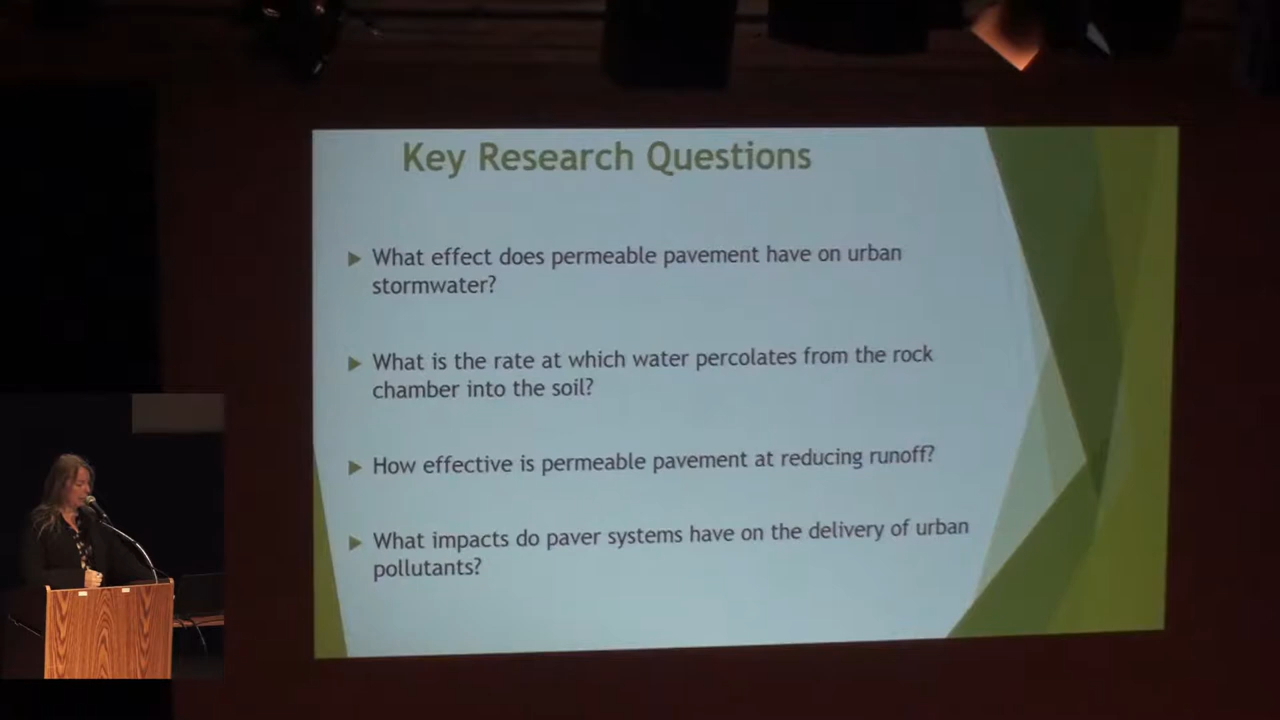 Key Research Questions
What effect does permeable pavement have on urban
stormwater?
What is the rate at which water percolates from the rock
chamber into the soil?
How effective is permeable pavement at reducing runoff?
What impacts do paver systems have on the delivery of urban
pollutants?